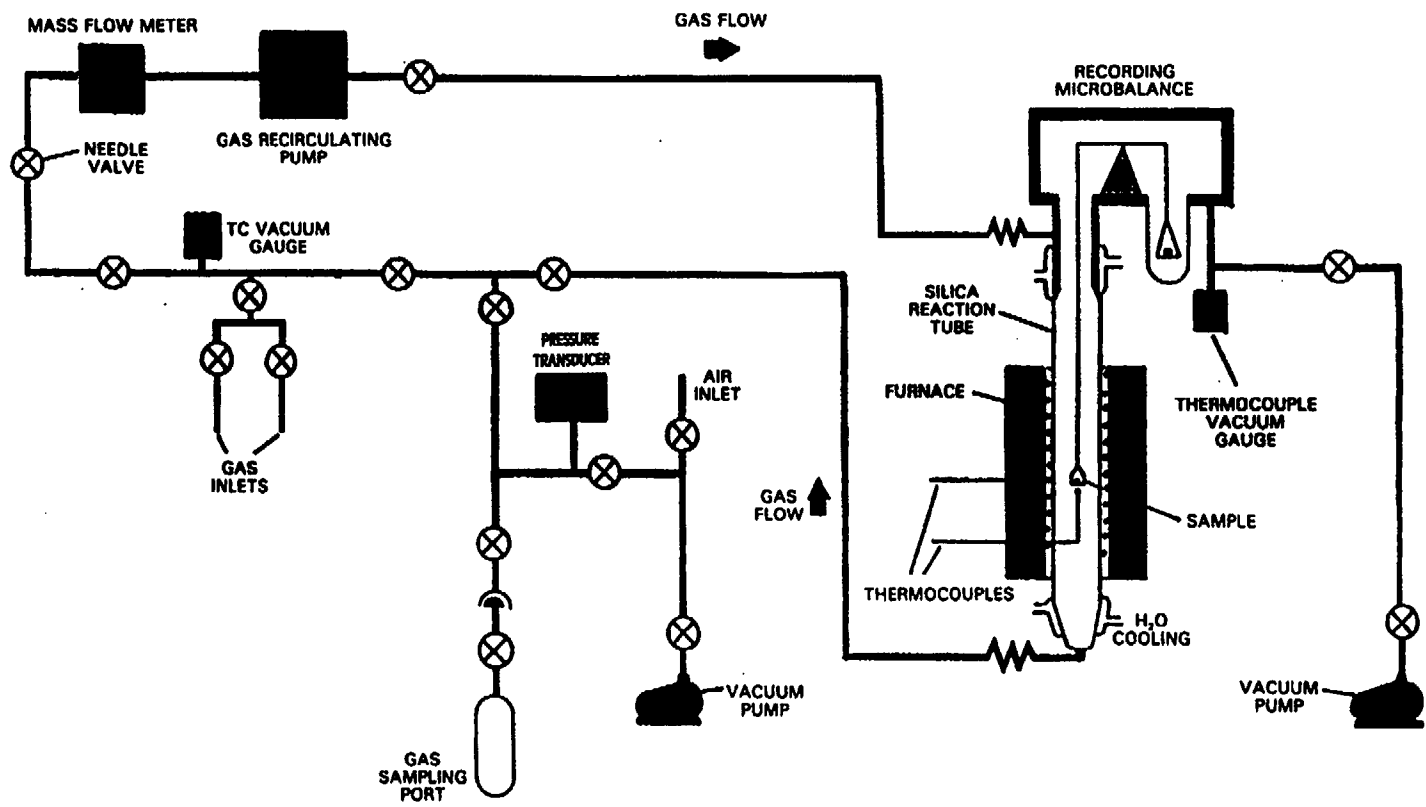 MASS FLOW METER
GAS FLOW
RECORDING
MICROBALANCE
GAS RECIRCULATING
PUMP
NEEDLE
VALVE
TC VACUUM
GAUGE
SILICA
REACTION
TUBE
PRESSURE
TRANSDUCER
AIR
INLET
FURNACE
THERMOCOUPLE
VACUUM
GAUGE
GAS
INLETS
GAS
FLOW
SAMPLE
THERMOCOUPLES
H₂O
COOLING
VACUUM
PUMP
VACUUM
PUMP
GAS
SAMPLING
PORT